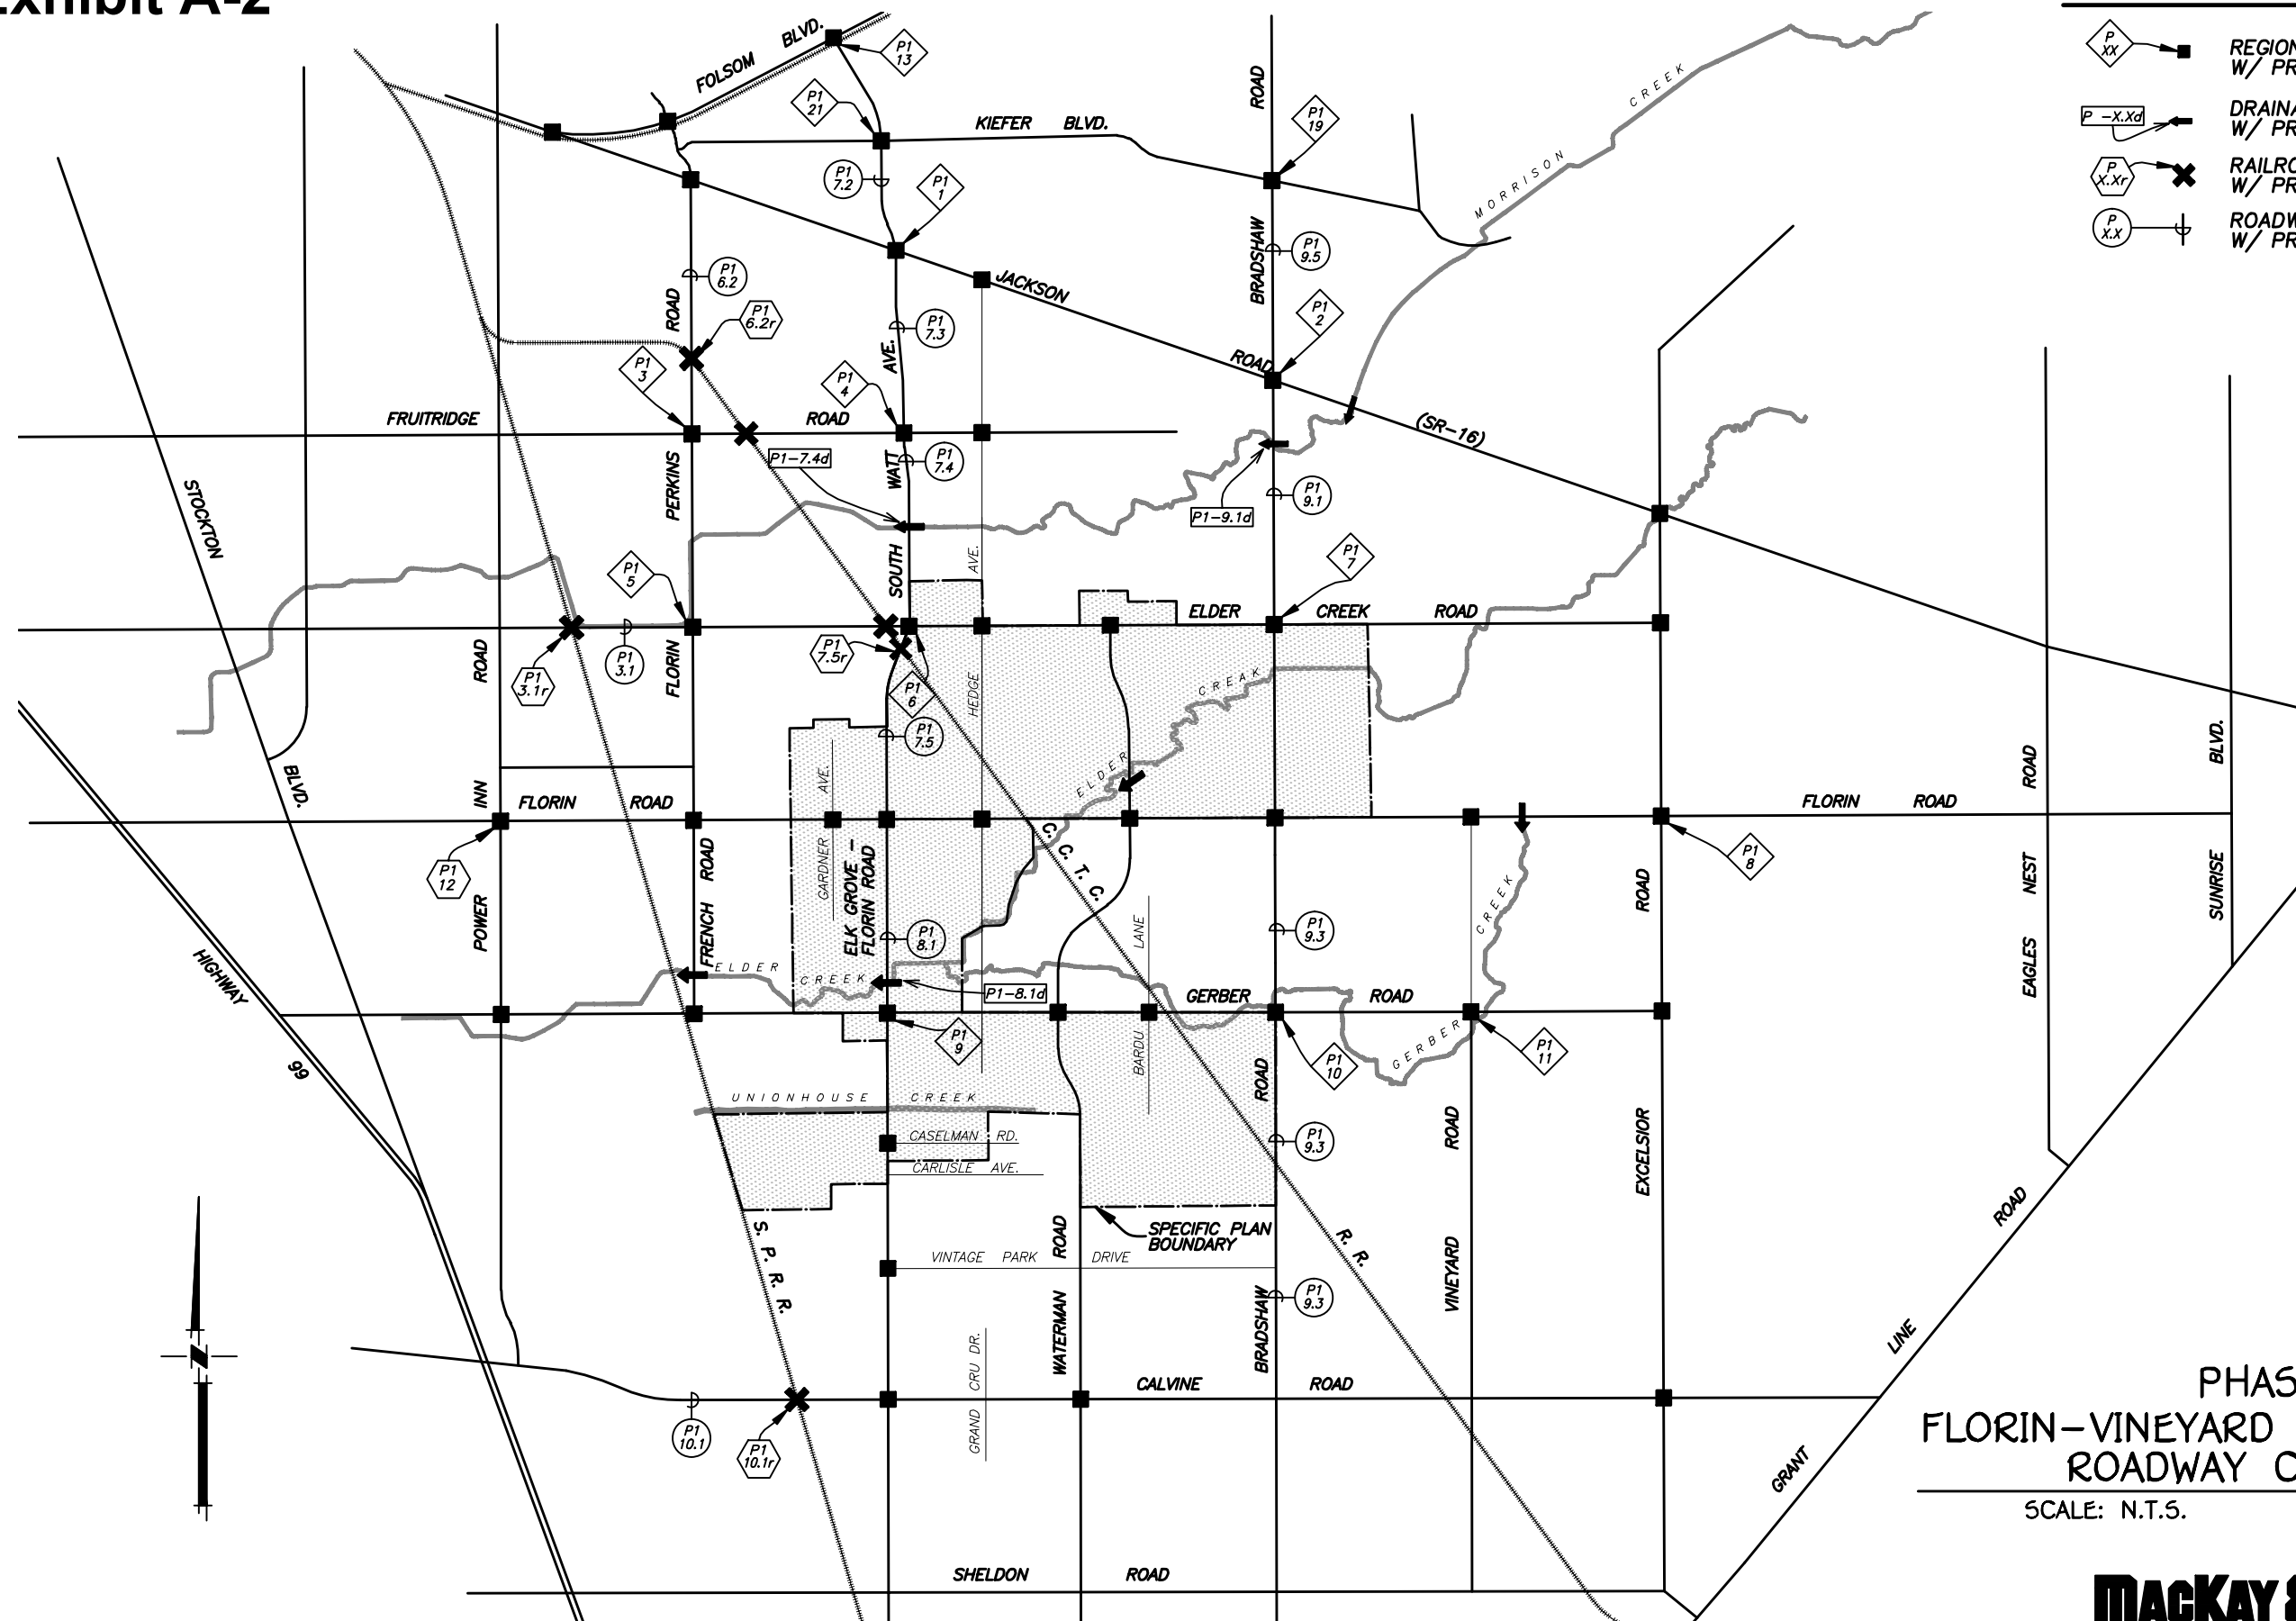 Exhibit A-2
P XX
REGION
W/ PR
P -X.Xd
DRAINA
W/ PR
P X.Xr
RAILRO
W/ PR
P X.X
ROADW
W/ PR
FOLSOM BLVD.
P1 13
P1 21
KIEFER BLVD.
ROAD
P1 19
MORRISON CREEK
P1 7.2
P1 1
BRADSHAW
P1 9.5
P1 6.2
ROAD
JACKSON
P1 6.2r
P1 7.3
P1 2
AVE.
ROAD
P1 3
P1 4
(SR-16)
FRUITRIDGE
ROAD
P1-7.4d
WATT
P1 7.4
PERKINS
STOCKTON
P1-9.1d
P1 9.1
P1 5
SOUTH
AVE.
P1 7
ELDER CREEK ROAD
ROAD
P1 3.1r
P1 3.1
FLORIN
P1 7.5r
P1 6
HEDGE
ELDER CREAK
P1 7.5
BLVD.
INN
FLORIN ROAD
AVE.
FLORIN ROAD
ROAD
BLVD.
C. C. T. C.
P1 12
POWER
FRENCH ROAD
GARDNER
ELK GROVE -
FLORIN ROAD
P1 8
ROAD
EAGLES NEST
SUNRISE
P1 8.1
LANE
P1 9.3
CREEK
HIGHWAY
99
ELDER CREEK
P1-8.1d
GERBER ROAD
P1 9
BARDU
P1 10
GERBER
P1 11
ROAD
UNIONHOUSE CREEK
CASELMAN RD.
CARLISLE AVE.
P1 9.3
ROAD
EXCELSIOR
SPECIFIC PLAN
BOUNDARY
ROAD
S. P. R. R.
VINTAGE PARK DRIVE
R. R.
WATERMAN
BRADSHAW
P1 9.3
VINEYARD
ROAD
LINE
GRANT
GRAND CRU DR.
CALVINE ROAD
P1 10.1
P1 10.1r
PHAS
FLORIN-VINEYARD
ROADWAY C
SCALE: N.T.S.
SHELDON ROAD
MACKAY S